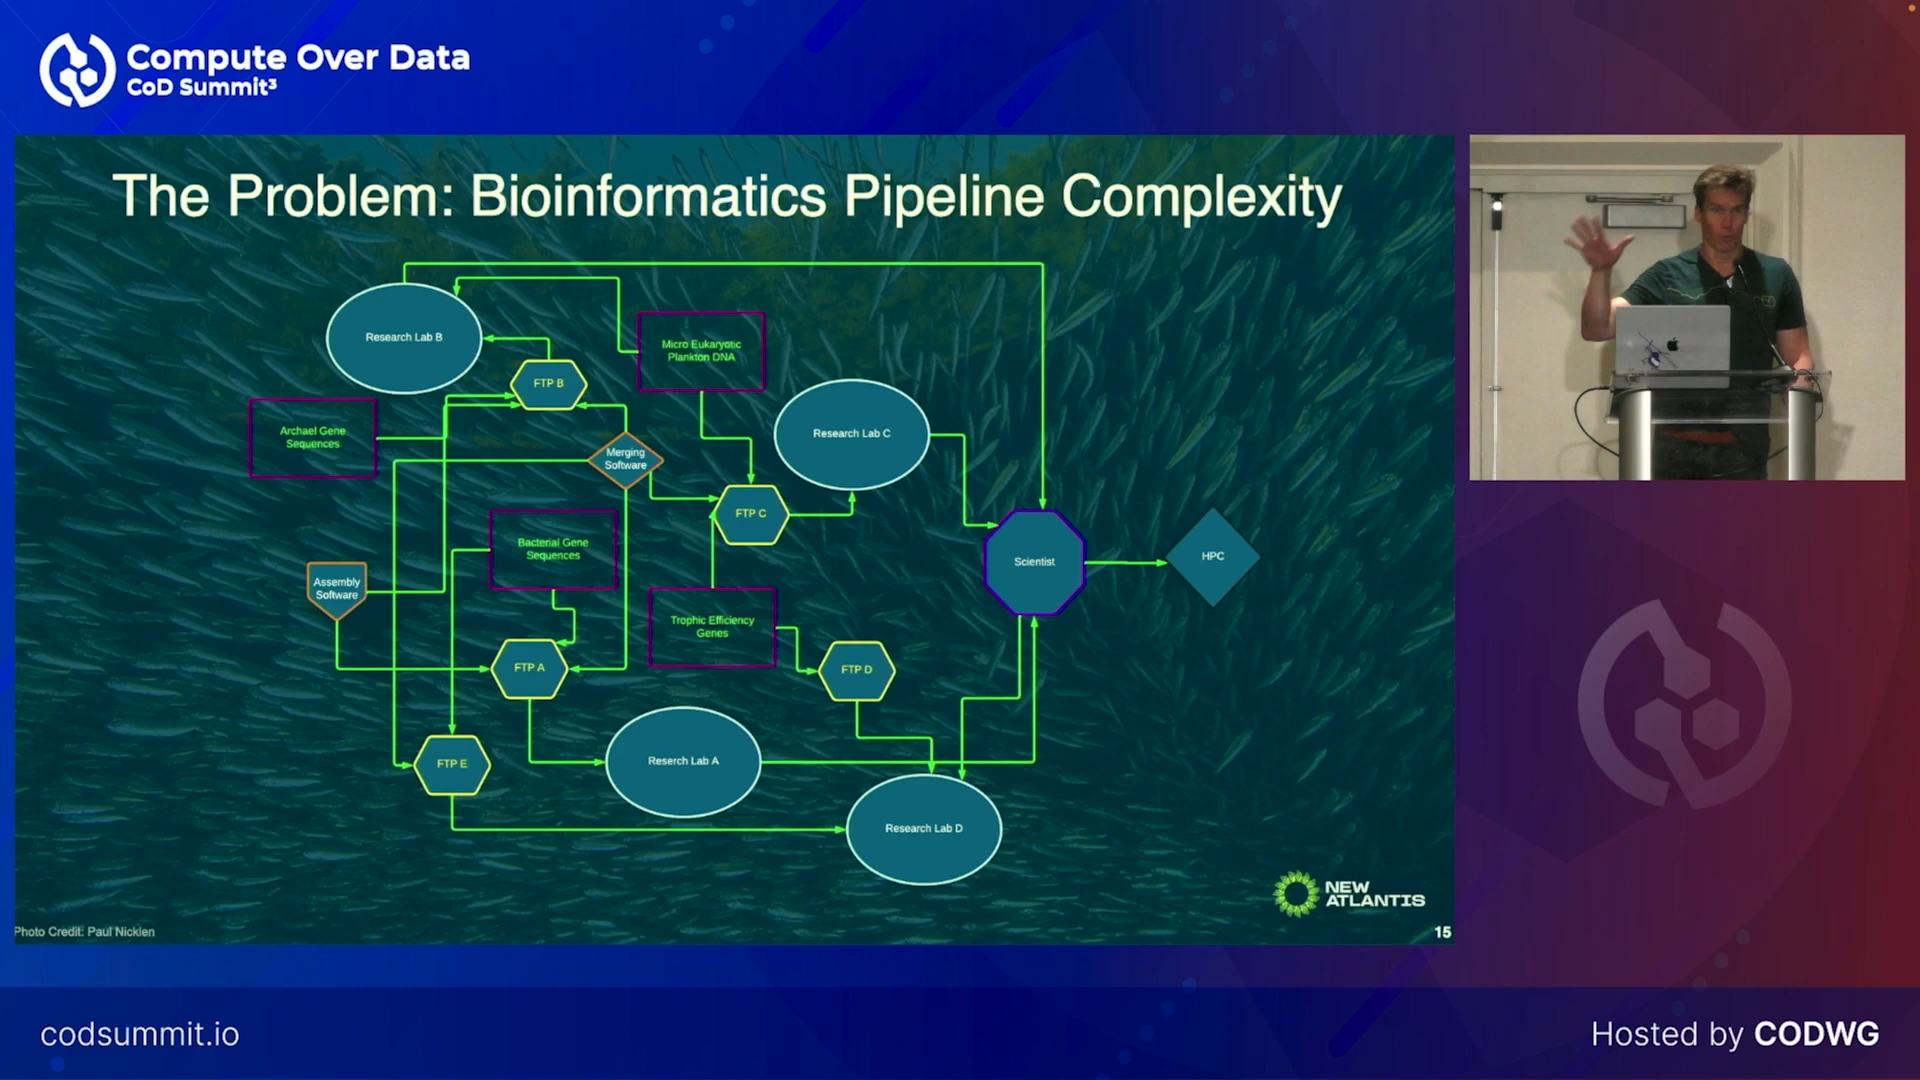 Compute Over Data
CoD Summit³
The Problem: Bioinformatics Pipeline Complexity
Research Lab B
Micro Eukaryotic
Plankton DNA
FTP B
Archael Gene
Sequences
Research Lab C
Merging
Software
FTP C
Bacterial Gene
Sequences
Scientist
HPC
Assembly
Software
Trophic Efficiency
Genes
FTP A
FTP D
FTP E
Reserch Lab A
Research Lab D
NEW
ATLANTIS
Photo Credit: Paul Nicklen
15
codsummit.io
Hosted by CODWG